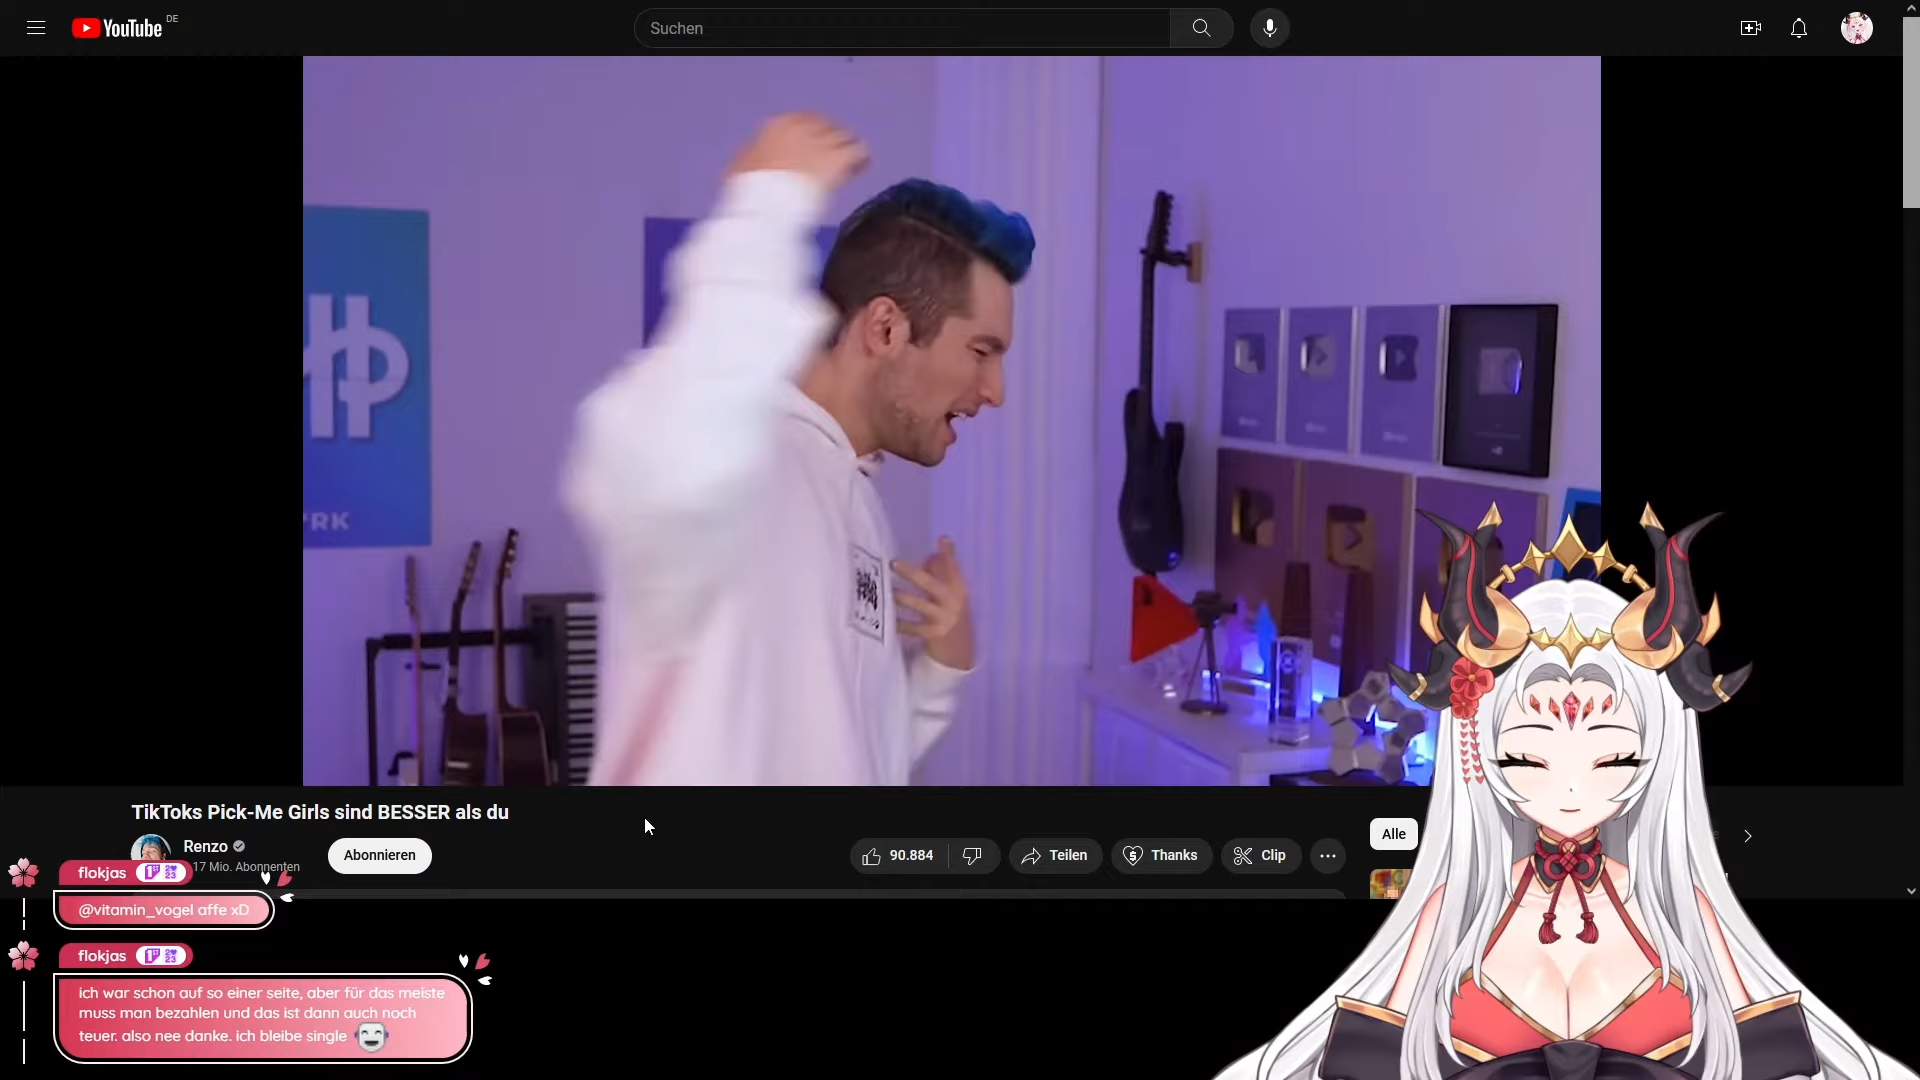 YouTube DE
Suchen
PRK
TikToks Pick-Me Girls sind BESSER als du
Renzo
17 Mio. Abonnenten
Abonnieren
90.884
Teilen
Thanks
Clip
Alle
flokjas
@vitamin_vogel affe xD
flokjas
ich war schon auf so einer seite, aber für das meiste
muss man bezahlen und das ist dann auch noch
teuer. also nee danke. ich bleibe single